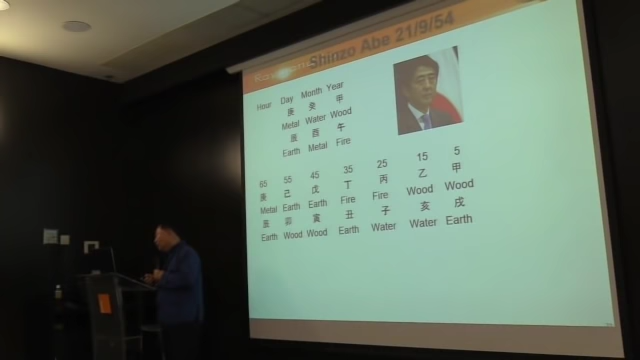 Shinzo Abe 21/9/54
Hour Day Month Year
庚 癸 甲
Metal Water Wood
辰 酉 午
Earth Metal Fire
65 55 45 35 25 15 5
庚 己 戊 丁 丙 乙 甲
Metal Earth Earth Fire Fire Wood Wood
辰 卯 寅 丑 子 亥 戌
Earth Wood Wood Earth Water Water Earth